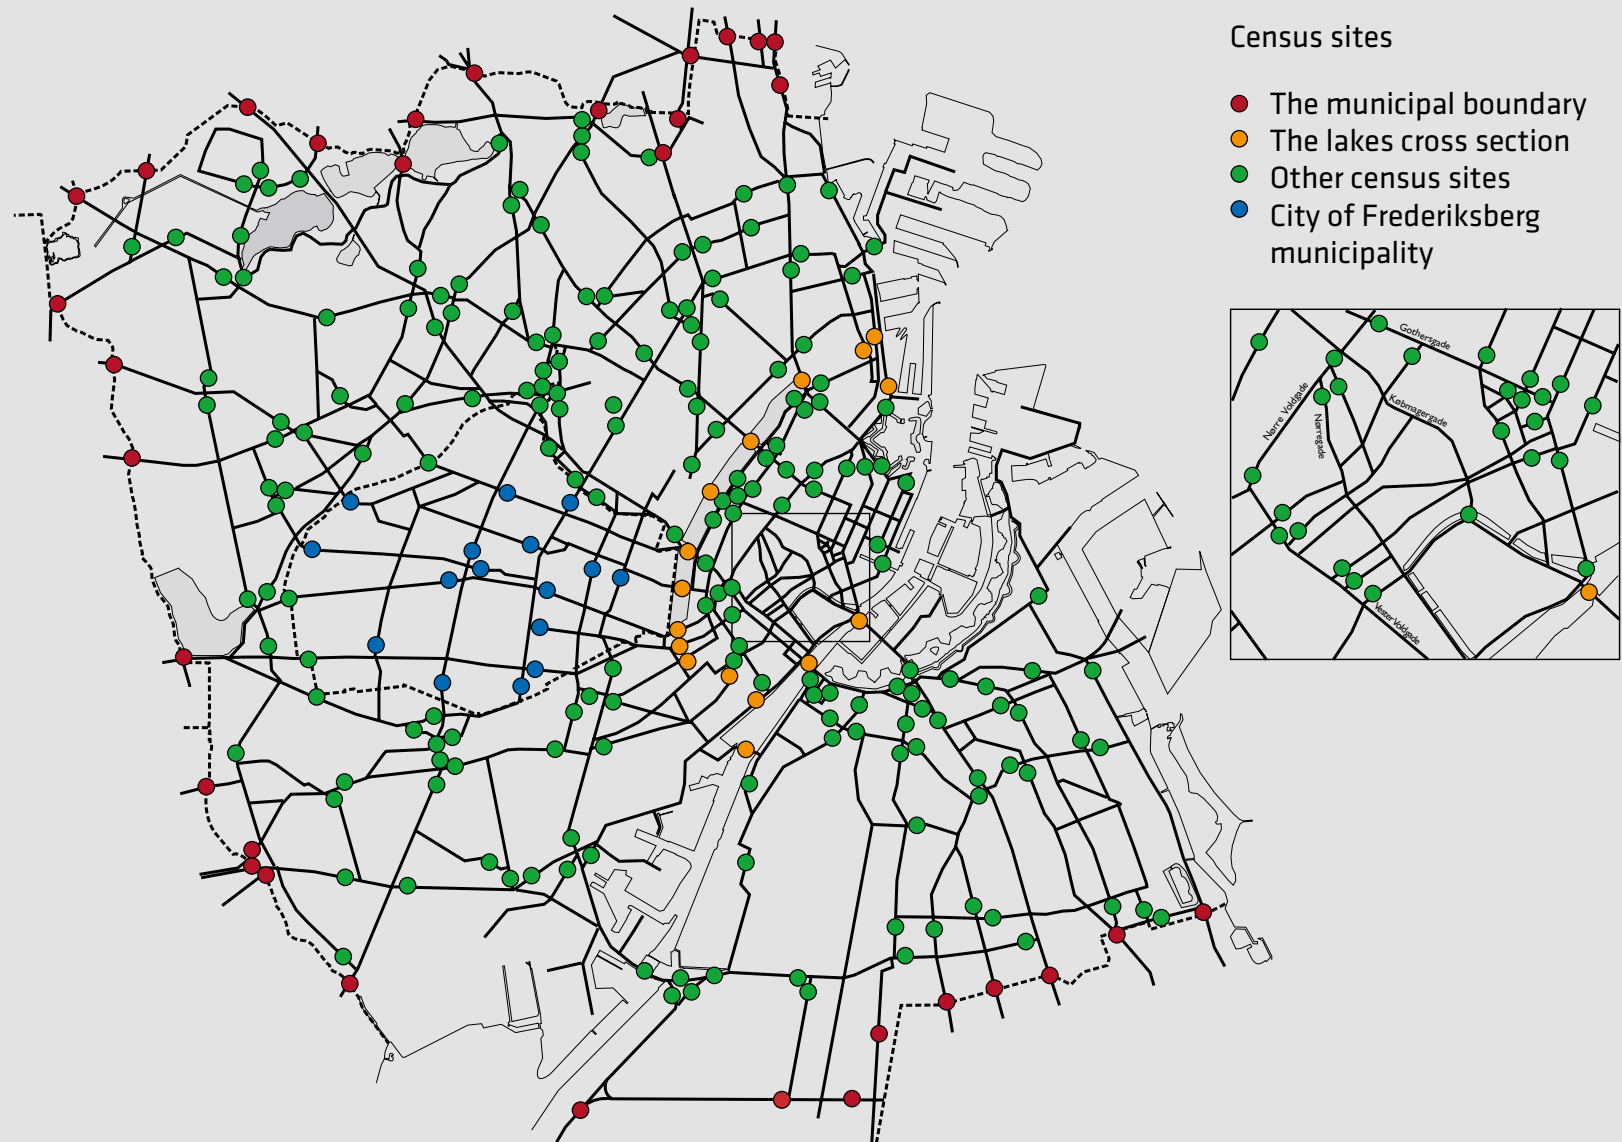 Census sites
The municipal boundary
The lakes cross section
Other census sites
City of Frederiksberg
municipality
Gothersgade
Nørre Voldgade
Nørregade
Købmagergade
Vester Voldgade